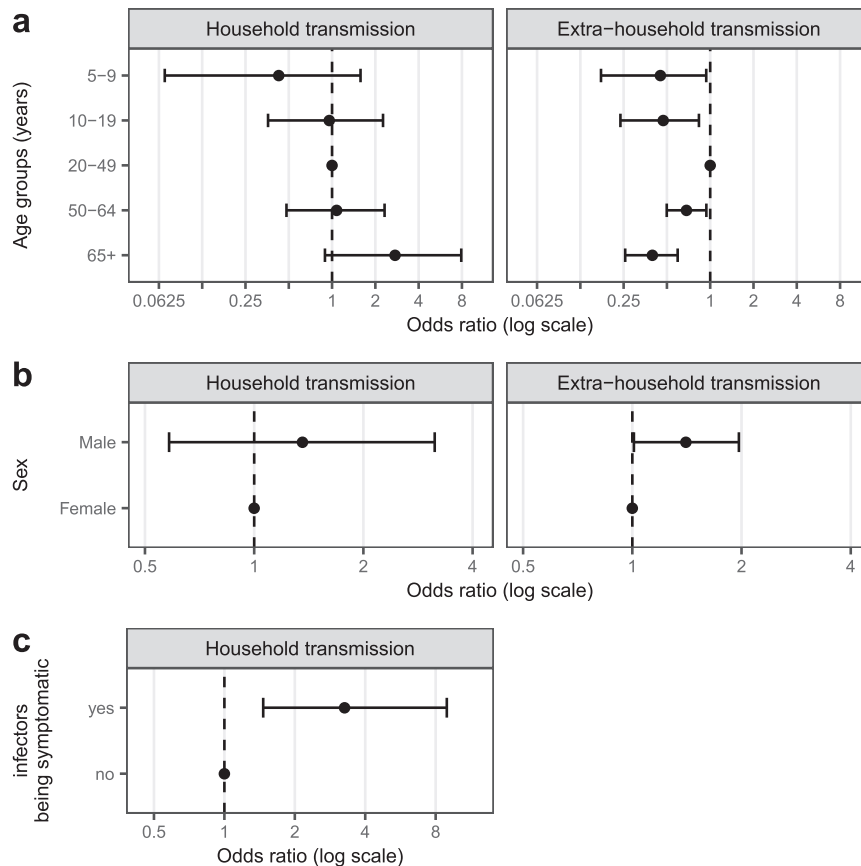 a
Household transmission
Extra−household transmission
Age groups (years)
5−9
10−19
20−49
50−64
65+
0.0625 0.25 1 2 4 8
0.0625 0.25 1 2 4 8
Odds ratio (log scale)
b
Household transmission
Extra−household transmission
Sex
Male
Female
0.5 1 2 4
0.5 1 2 4
Odds ratio (log scale)
c
Household transmission
infectors
being symptomatic
yes
no
0.5 1 2 4 8
Odds ratio (log scale)